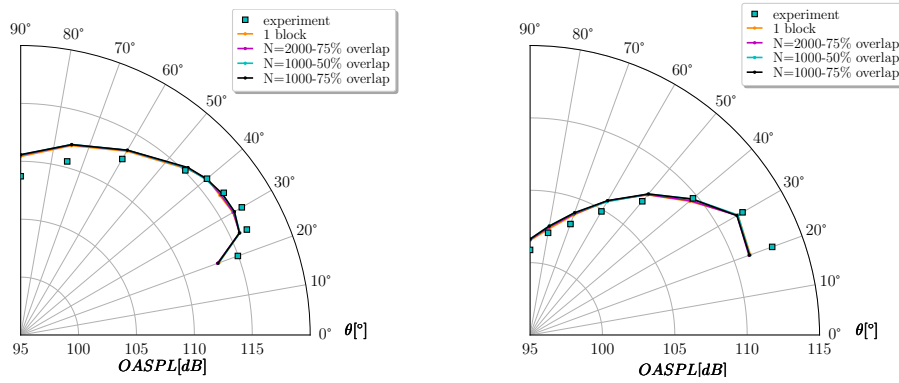 experiment
1 block
N=2000-75% overlap
N=1000-50% overlap
N=1000-75% overlap
90°
80°
70°
60°
50°
40°
30°
20°
10°
0°
θ[°]
95
100
105
110
115
OASPL[dB]
experiment
1 block
N=2000-75% overlap
N=1000-50% overlap
N=1000-75% overlap
90°
80°
70°
60°
50°
40°
30°
20°
10°
0°
θ[°]
95
100
105
110
115
OASPL[dB]